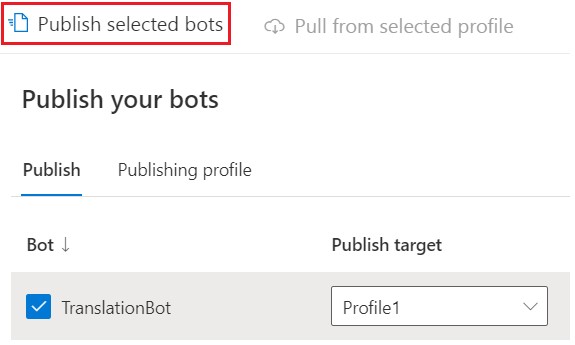 Publish selected bots Pull from selected profile
Publish your bots
Publish Publishing profile
Bot ↓ Publish target
TranslationBot Profile1